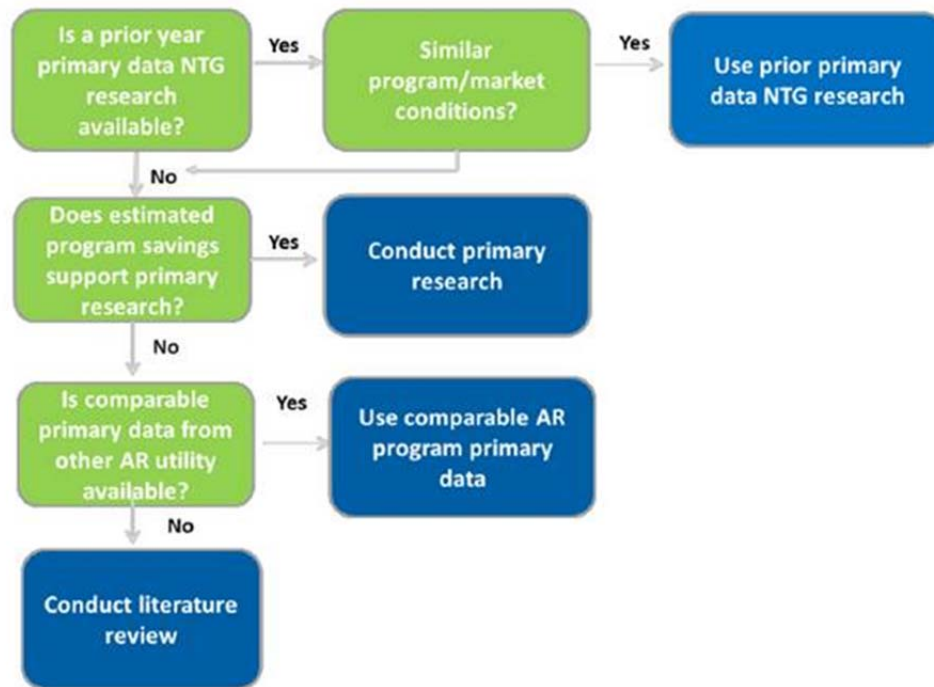 Is a prior year
primary data NTG
research
available?
Yes
Similar
program/market
conditions?
Yes
Use prior primary
data NTG research
No
Does estimated
program savings
support primary
research?
Yes
Conduct primary
research
No
Is comparable
primary data from
other AR utility
available?
Yes
Use comparable AR
program primary
data
No
Conduct literature
review